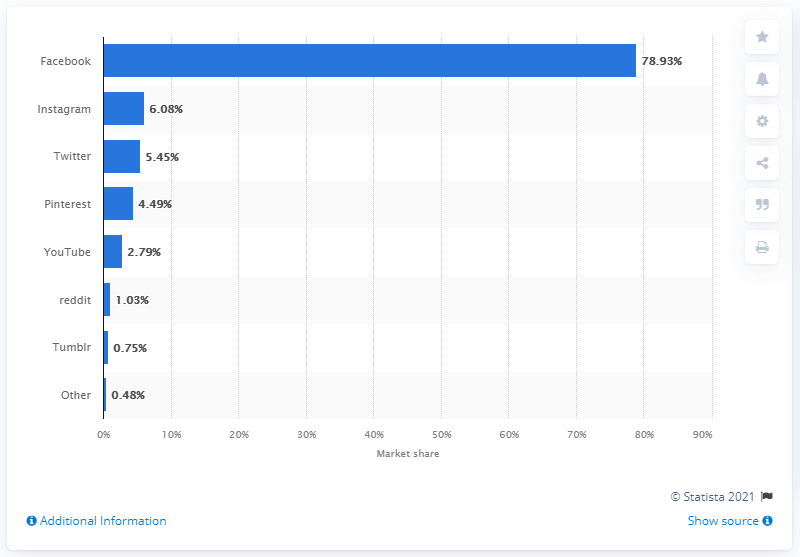 Facebook 78.93%
Instagram 6.08%
Twitter 5.45%
Pinterest 4.49%
YouTube 2.79%
reddit 1.03%
Tumblr 0.75%
Other 0.48%
0% 10% 20% 30% 40% 50% 60% 70% 80% 90%
Market share
© Statista 2021
Additional Information Show source